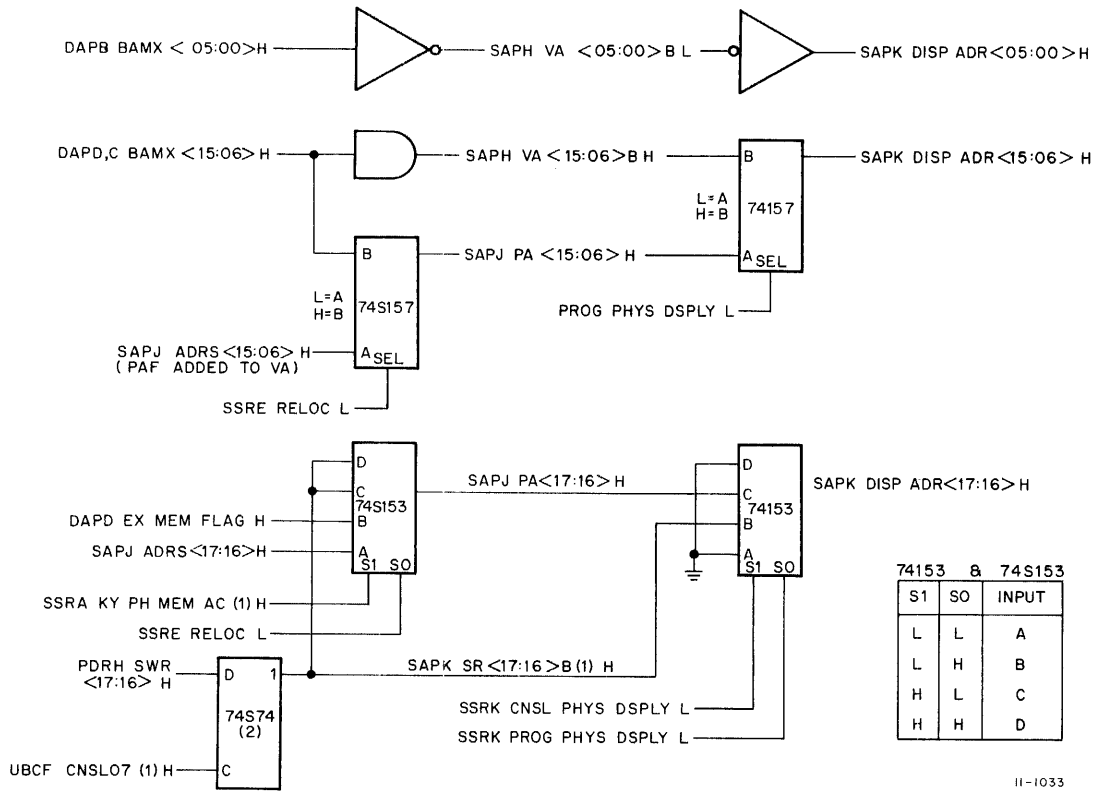 DAPB BAMX < 05:00>H
SAPH VA <05:00>B L
SAPK DISP ADR<05:00>H
DAPD,C BAMX <15:06> H
SAPH VA <15:06>B H
B
SAPK DISP ADR<15:06> H
L=A
H=B
74157
B
SAPJ PA <15:06> H
A SEL
L=A
H=B
74S157
PROG PHYS DSPLY L
SAPJ ADRS<15:06> H
(PAF ADDED TO VA)
A SEL
SSRE RELOC L
D
C
74S153
SAPJ PA<17:16>H
D
C
74153
SAPK DISP ADR<17:16>H
DAPD EX MEM FLAG H
B
B
SAPJ ADRS<17:16>H
A
S1 S0
A
S1 S0
SSRA KY PH MEM AC (1) H
SSRE RELOC L
PDRH SWR
<17:16> H
D 1
SAPK SR<17:16>B(1) H
74S74
(2)
SSRK CNSL PHYS DSPLY L
SSRK PROG PHYS DSPLY L
UBCF CNSL07 (1) H
C
74153 & 74S153
S1 S0 INPUT
L L A
L H B
H L C
H H D
11-1033